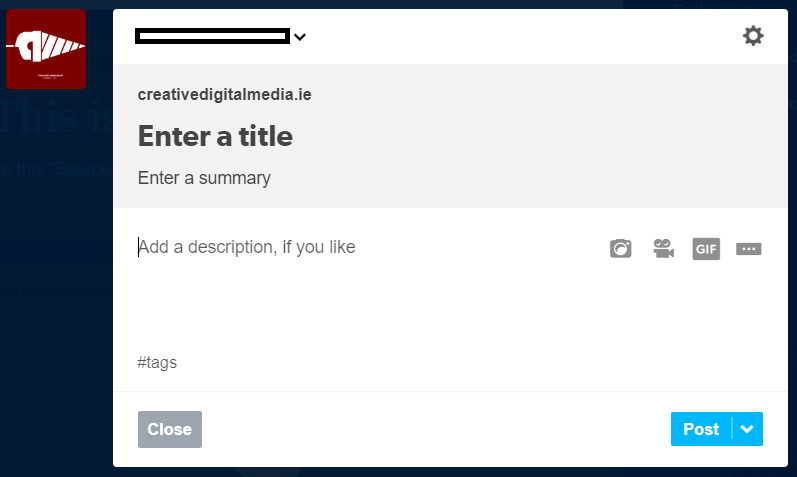 This is
in this "Source"
creativedigitalmedia.ie
Enter a title
Enter a summary
Add a description, if you like
GIF
#tags
Close
Post